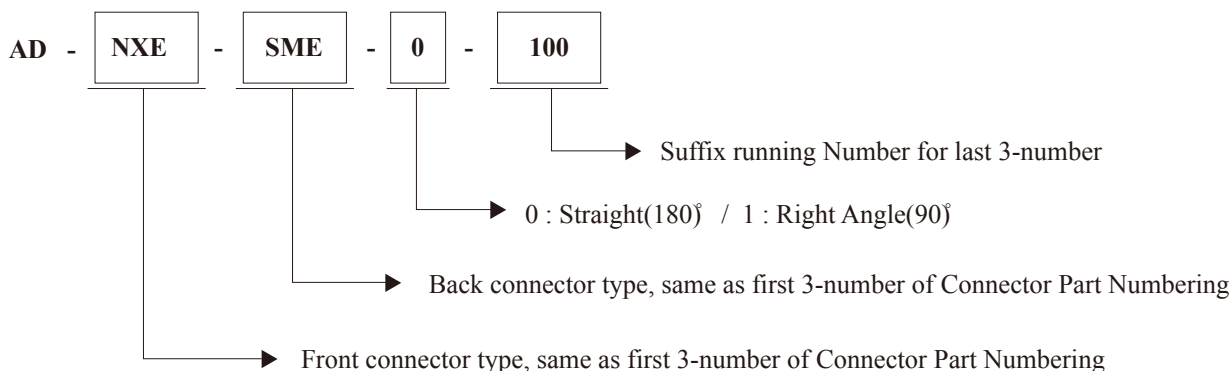 AD - NXE - SME - 0 - 100
Suffix running Number for last 3-number
0 : Straight(180°) / 1 : Right Angle(90°)
Back connector type, same as first 3-number of Connector Part Numbering
Front connector type, same as first 3-number of Connector Part Numbering